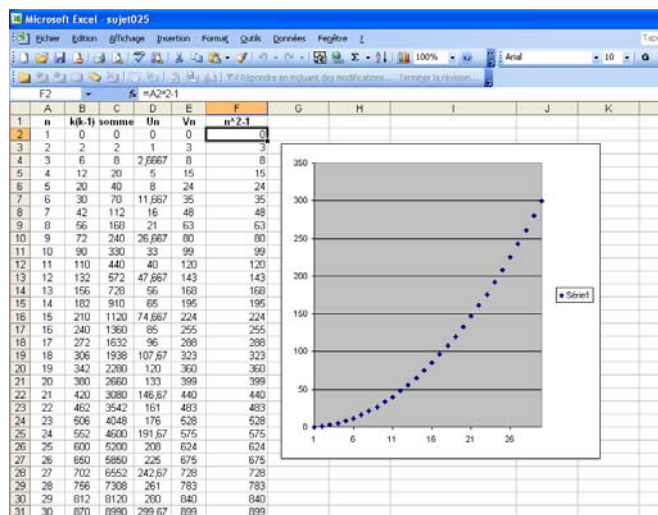 Microsoft Excel - sujet025
Fichier Edition Affichage Insertion Format Outils Données Fenêtre ?
100% Arial 10 G
Répondre en incluant des modifications... Terminer la révision...
F2 fx =A2^2-1
A B C D E F G H I J K
1 n k(k-1) somme Un Vn n^2-1
2 1 0 0 0 0 0
3 2 2 2 1 3 3
4 3 6 8 2,6667 8 8
5 4 12 20 5 15 15
6 5 20 40 8 24 24
7 6 30 70 11,667 35 35
8 7 42 112 16 48 48
9 8 56 168 21 63 63
10 9 72 240 26,667 80 80
11 10 90 330 33 99 99
12 11 110 440 40 120 120
13 12 132 572 47,667 143 143
14 13 156 728 56 168 168
15 14 182 910 65 195 195
16 15 210 1120 74,667 224 224
17 16 240 1360 85 255 255
18 17 272 1632 96 288 288
19 18 306 1938 107,67 323 323
20 19 342 2280 120 360 360
21 20 380 2660 133 399 399
22 21 420 3080 146,67 440 440
23 22 462 3542 161 483 483
24 23 506 4048 176 528 528
25 24 552 4600 191,67 575 575
26 25 600 5200 208 624 624
27 26 650 5850 225 675 675
28 27 702 6552 242,67 728 728
29 28 756 7308 261 783 783
30 29 812 8120 280 840 840
31 30 870 8990 299,67 899 899
350
300
250
200
150
100
50
0
1 6 11 16 21 26
Série1